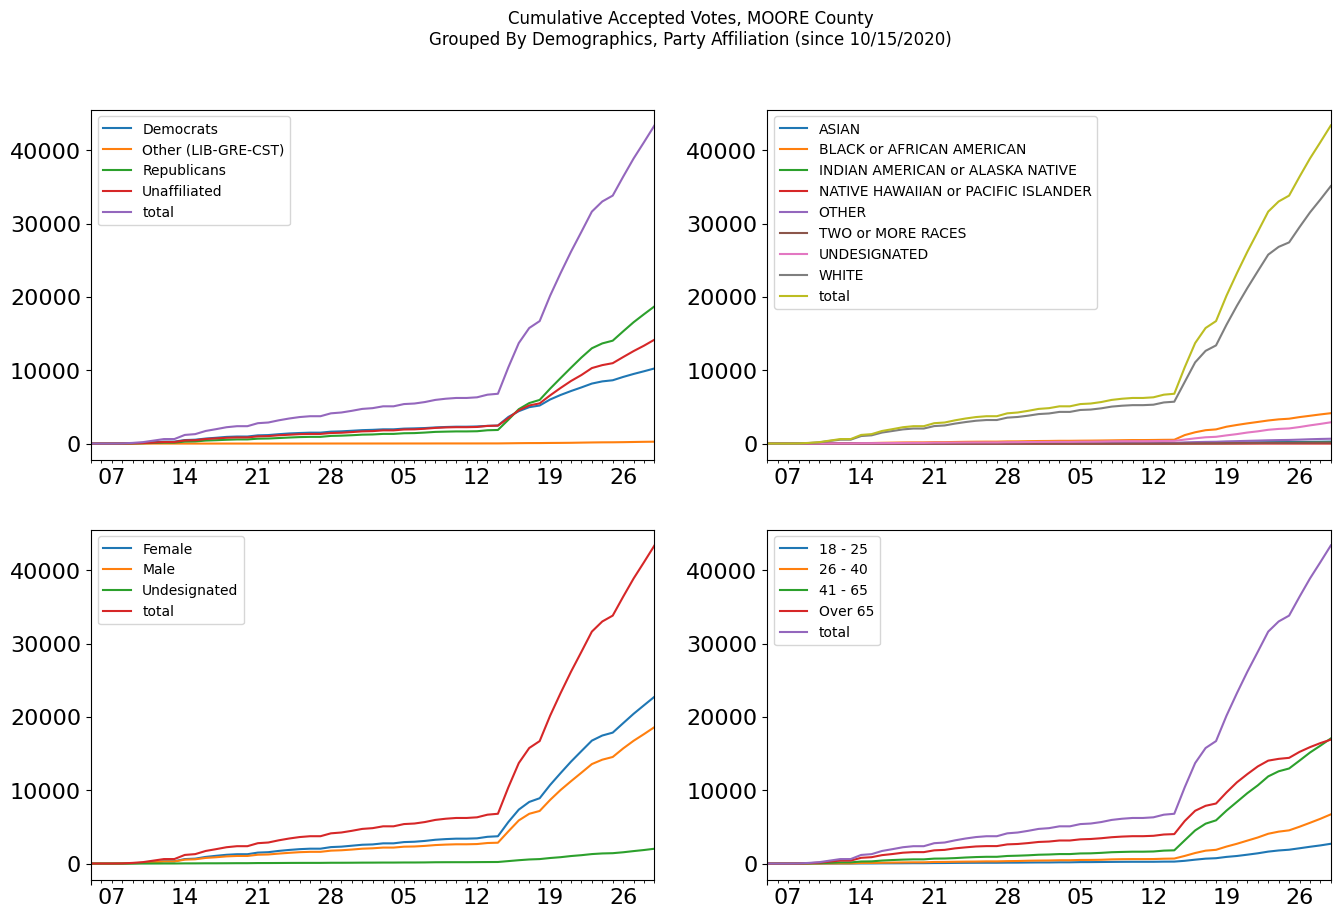 Cumulative Accepted Votes, MOORE County
Grouped By Demographics, Party Affiliation (since 10/15/2020)
Democrats
Other (LIB-GRE-CST)
Republicans
Unaffiliated
total
40000
30000
20000
10000
0
07 14 21 28 05 12 19 26
ASIAN
BLACK or AFRICAN AMERICAN
INDIAN AMERICAN or ALASKA NATIVE
NATIVE HAWAIIAN or PACIFIC ISLANDER
OTHER
TWO or MORE RACES
UNDESIGNATED
WHITE
total
40000
30000
20000
10000
0
07 14 21 28 05 12 19 26
Female
Male
Undesignated
total
40000
30000
20000
10000
0
07 14 21 28 05 12 19 26
18 - 25
26 - 40
41 - 65
Over 65
total
40000
30000
20000
10000
0
07 14 21 28 05 12 19 26